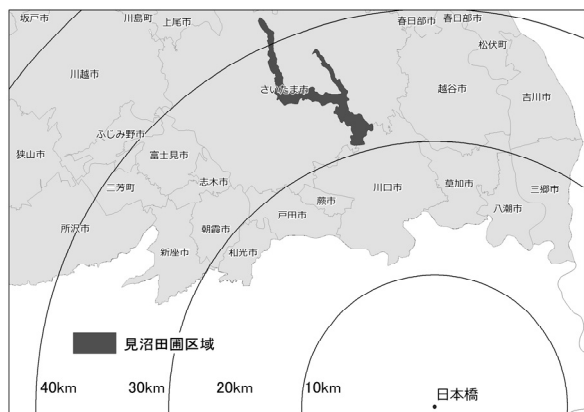 坂戸市
川島町
上尾市
春日部市
春日部市
松伏町
川越市
さいたま市
越谷市
吉川市
ふじみ野市
狭山市
富士見市
志木市
三芳町
川口市
草加市
三郷市
所沢市
朝霞市
戸田市
蕨市
八潮市
新座市
和光市
見沼田圃区域
40km
30km
20km
10km
日本橋